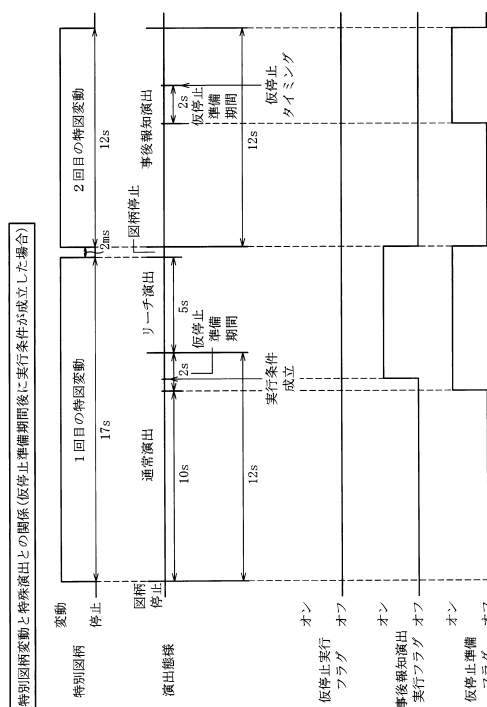 特別図柄変動と特殊演出との関係(仮停止準備期間後に実行条件が成立した場合)
特別図柄
変動
停止
1回目の特図変動
17s
2ms
図柄停止
2回目の特図変動
12s
演出態様
図柄
停止
通常演出
リーチ演出
事後報知演出
10s
2s
5s
仮停止
準備
期間
12s
実行条件
成立
2s
仮停止
準備
期間
仮停止
タイミング
12s
仮停止実行
フラグ
オン
オフ
事後報知演出
実行フラグ
オン
オフ
仮停止準備
フラグ
オン
オフ